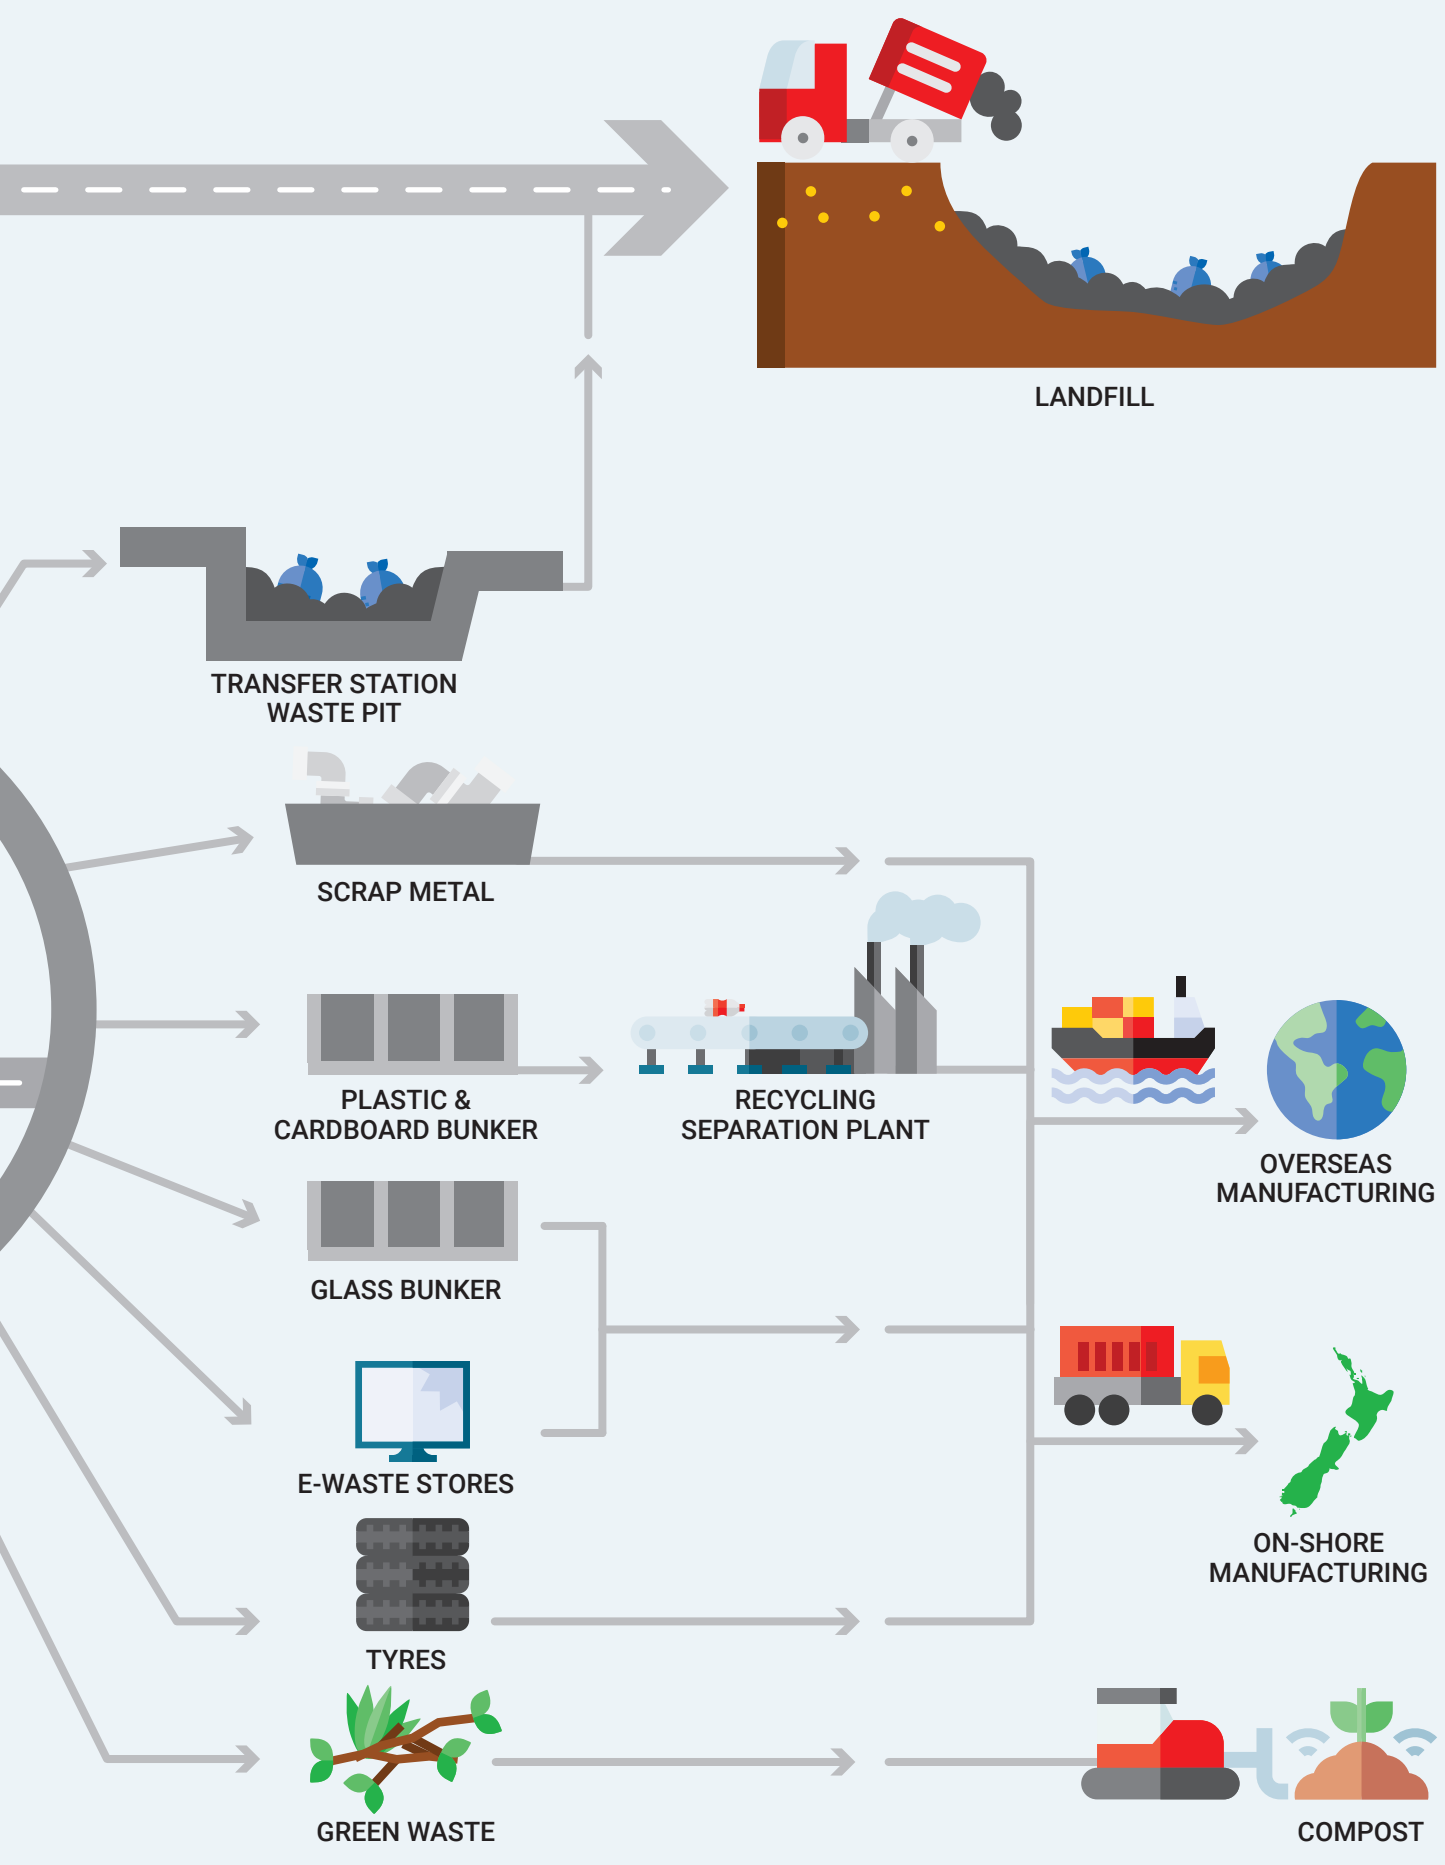 LANDFILL
TRANSFER STATION
WASTE PIT
SCRAP METAL
PLASTIC &
CARDBOARD BUNKER
RECYCLING
SEPARATION PLANT
OVERSEAS
MANUFACTURING
GLASS BUNKER
E-WASTE STORES
ON-SHORE
MANUFACTURING
TYRES
GREEN WASTE
COMPOST